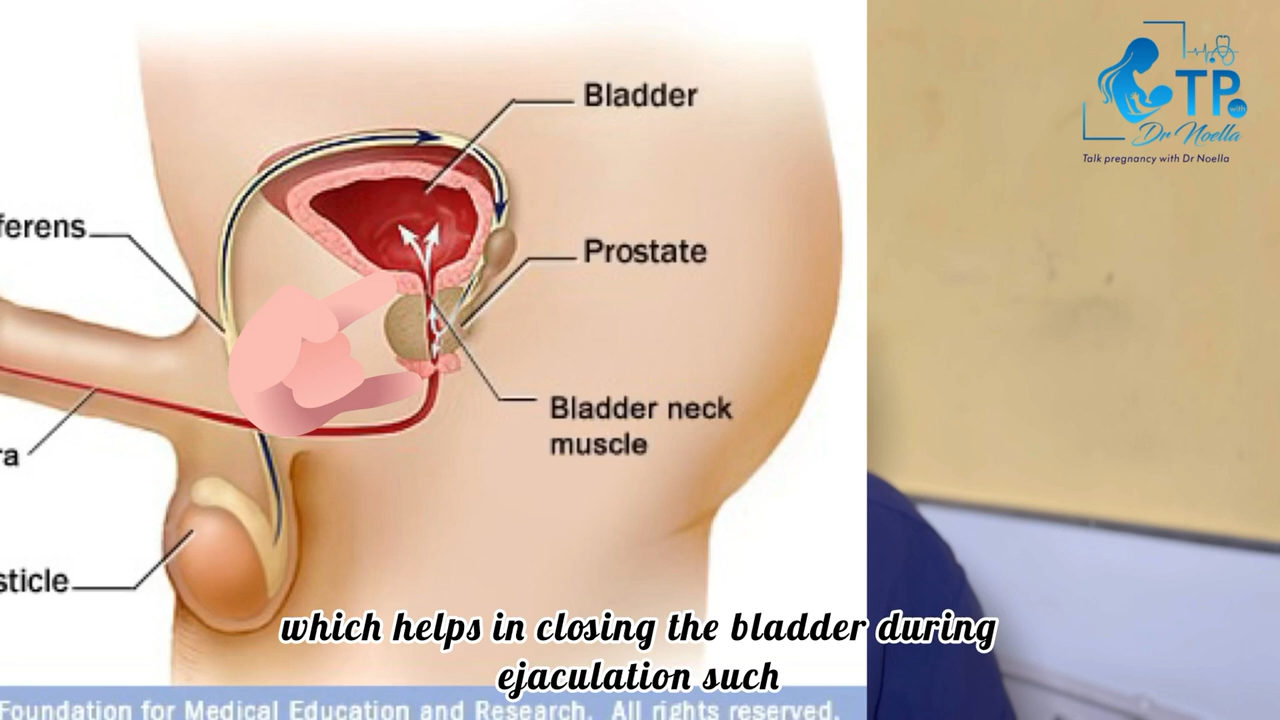 Bladder
TP
with
Dr Noella
Talk pregnancy with Dr Noella
ferens
Prostate
Bladder neck
muscle
ra
sticle
which helps in closing the bladder during
ejaculation such
Foundation for Medical Education and Research. All rights reserved.